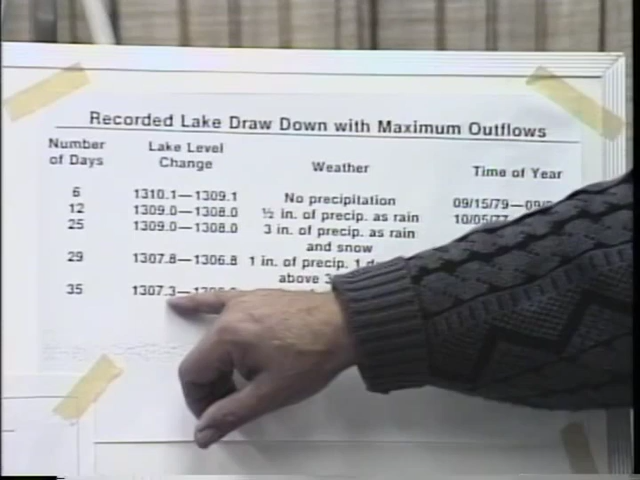 Recorded Lake Draw Down with Maximum Outflows
Number of Days Lake Level Change Weather Time of Year
6 1310.1—1309.1 No precipitation 09/15/79—
12 1309.0—1308.0 ½ in. of precip. as rain
25 1309.0—1308.0 3 in. of precip. as rain and snow
29 1307.8—1306.8 1 in. of precip. 1 above
35 1307.3—